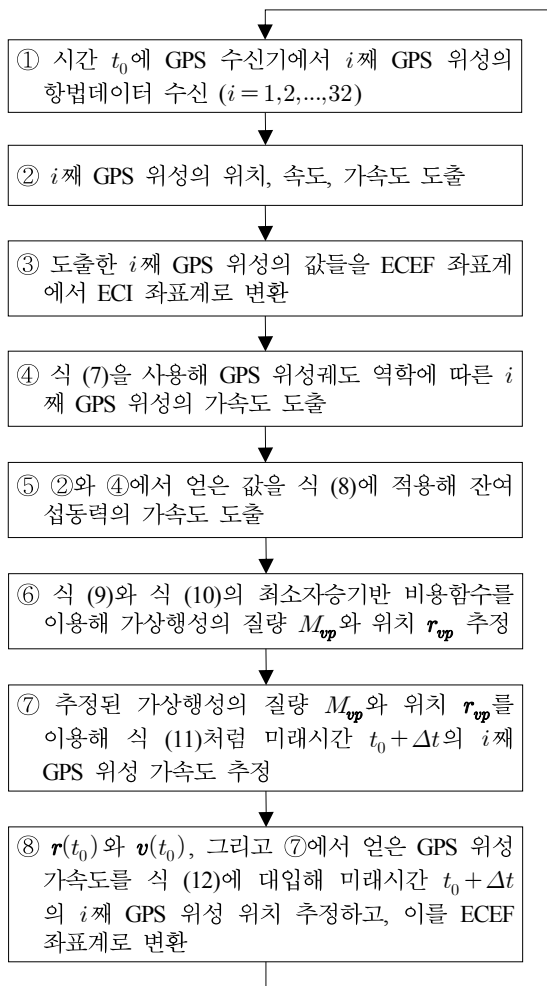 ① 시간 t₀에 GPS 수신기에서 i째 GPS 위성의
항법데이터 수신 (i = 1,2,...,32)
② i째 GPS 위성의 위치, 속도, 가속도 도출
③ 도출한 i째 GPS 위성의 값들을 ECEF 좌표계
에서 ECI 좌표계로 변환
④ 식 (7)을 사용해 GPS 위성궤도 역학에 따른 i
째 GPS 위성의 가속도 도출
⑤ ②와 ④에서 얻은 값을 식 (8)에 적용해 잔여
섭동력의 가속도 도출
⑥ 식 (9)와 식 (10)의 최소자승기반 비용함수를
이용해 가상행성의 질량 M_vp와 위치 r_vp 추정
⑦ 추정된 가상행성의 질량 M_vp와 위치 r_vp를
이용해 식 (11)처럼 미래시간 t₀+Δt의 i째
GPS 위성 가속도 추정
⑧ r(t₀)와 v(t₀), 그리고 ⑦에서 얻은 GPS 위성
가속도를 식 (12)에 대입해 미래시간 t₀+Δt
의 i째 GPS 위성 위치 추정하고, 이를 ECEF
좌표계로 변환